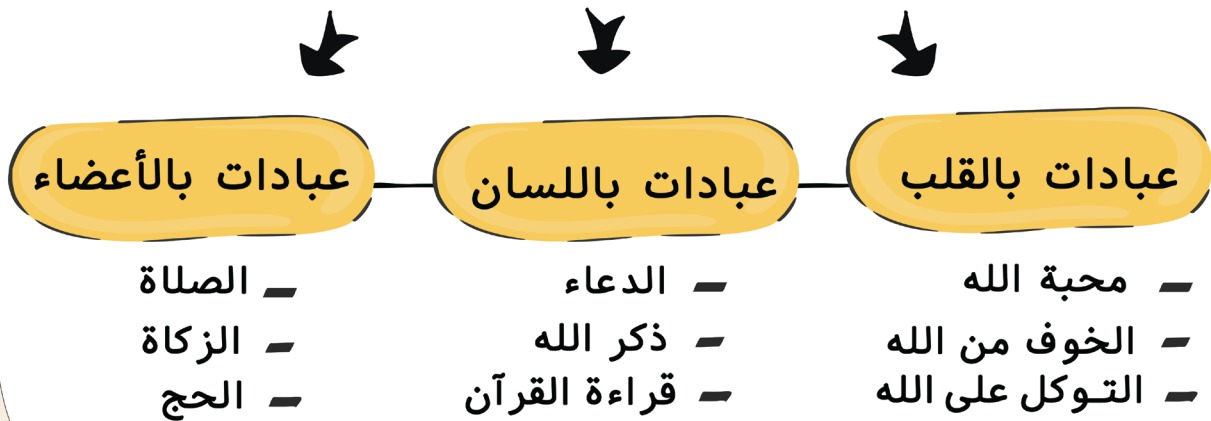 عبادات بالقلب
محبة الله
الخوف من الله
التـوكل على الله
عبادات باللسان
الدعاء
ذكر الله
قراءة القرآن
عبادات بالأعضاء
الصلاة
الزكاة
الحج